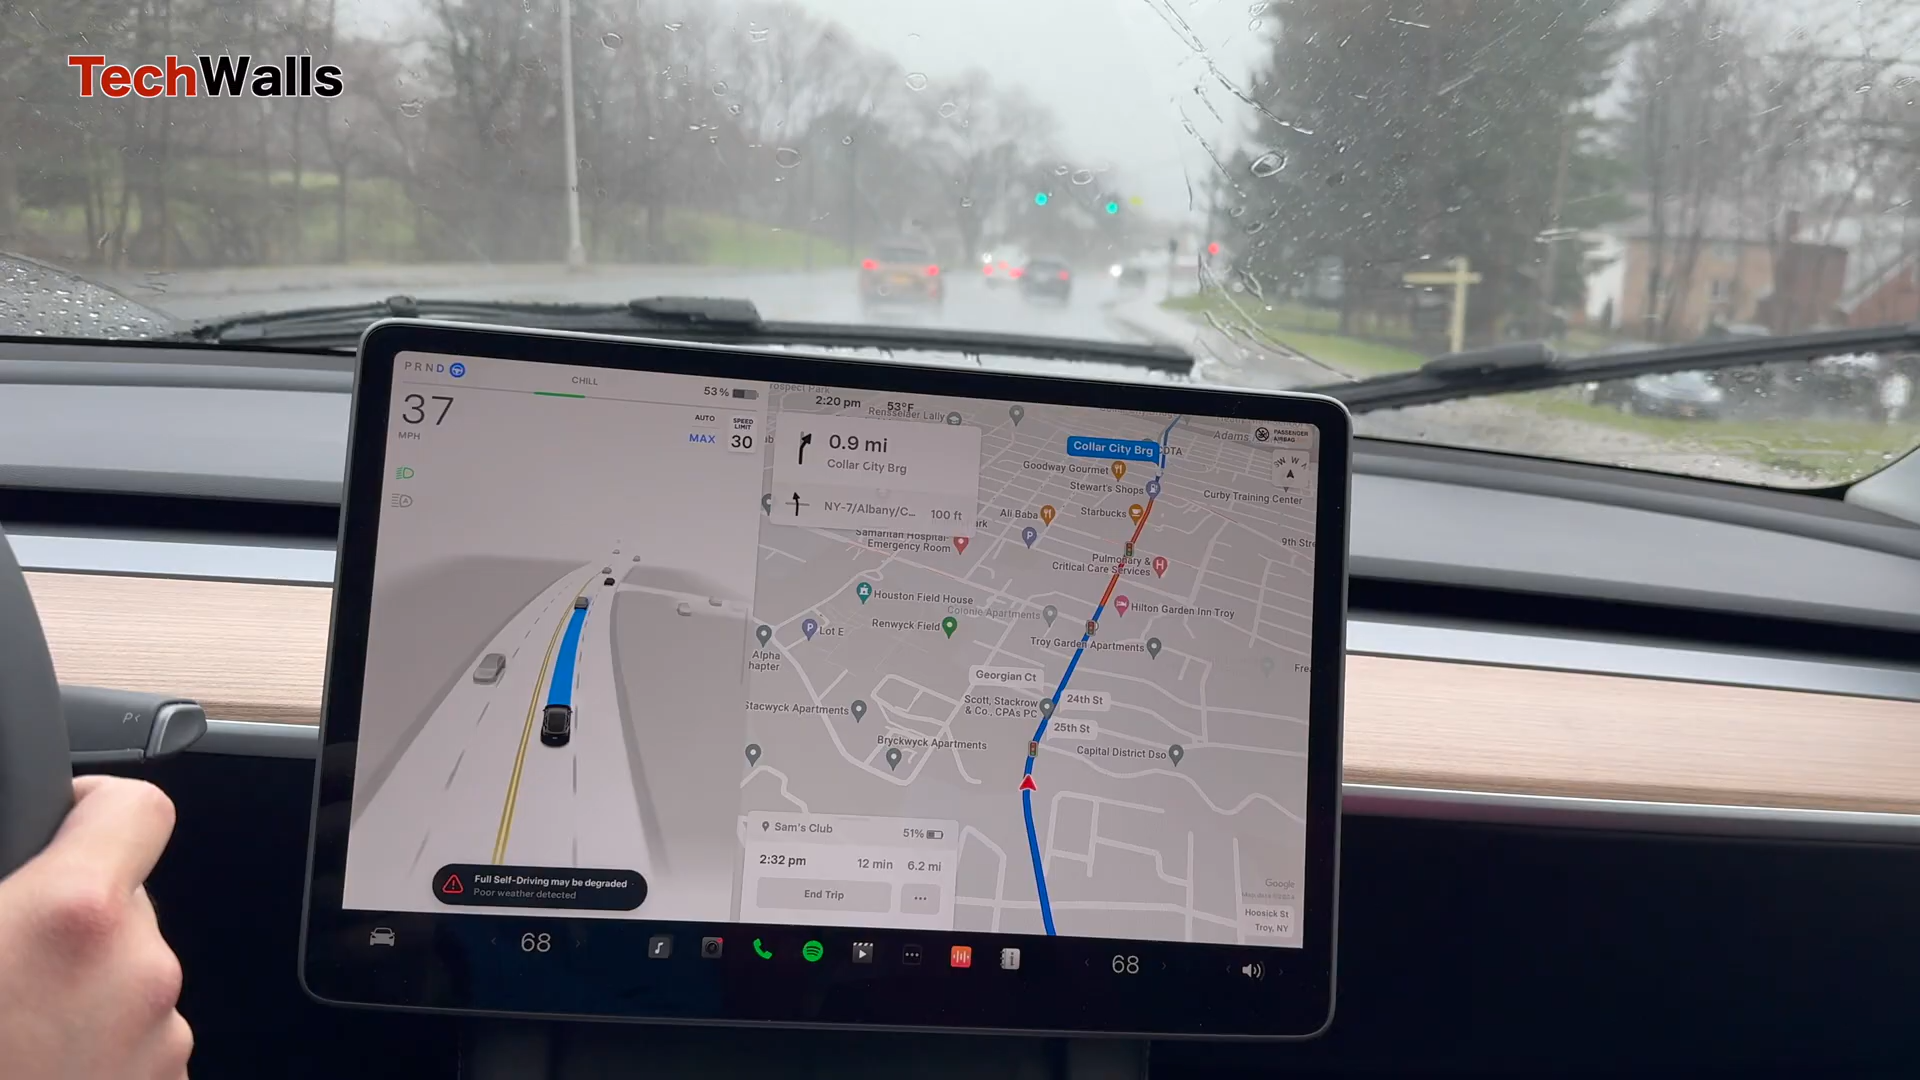 TechWalls
P R N D
CHILL
53 %
37
MPH
AUTO
MAX
SPEED
LIMIT
30
2:20 pm
53°F
Rensselaer Lally
0.9 mi
Collar City Brg
NY-7/Albany/C...
100 ft
Collar City Brg
Adams
PASSENGER
AIRBAG
Goodway Gourmet
Stewart's Shops
Curby Training Center
Ali Baba
Starbucks
9th Stre
Samaritan Hospital
Emergency Room
Pulmonary &
Critical Care Services
Houston Field House
Colonie Apartments
Hilton Garden Inn Troy
Renwyck Field
Lot E
Troy Garden Apartments
Alpha
hapter
Georgian Ct
Scott, Stackrow
& Co., CPAs PC
24th St
25th St
Stacwyck Apartments
Bryckwyck Apartments
Capital District Dso
Sam's Club
51%
2:32 pm
12 min
6.2 mi
End Trip
Google
Hoosick St
Troy, NY
Full Self-Driving may be degraded
Poor weather detected
68
68